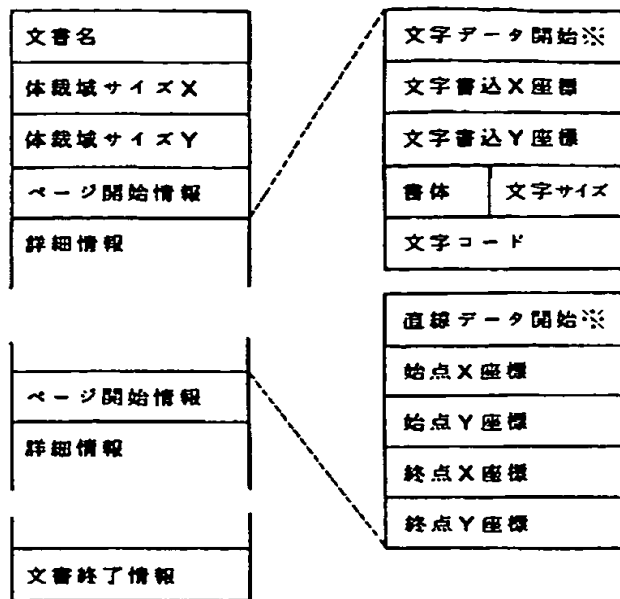 文書名
体裁域サイズX
体裁域サイズY
ページ開始情報
詳細情報
ページ開始情報
詳細情報
文書終了情報
文字データ開始※
文字書込X座標
文字書込Y座標
書体 文字サイズ
文字コード
直線データ開始※
始点X座標
始点Y座標
終点X座標
終点Y座標